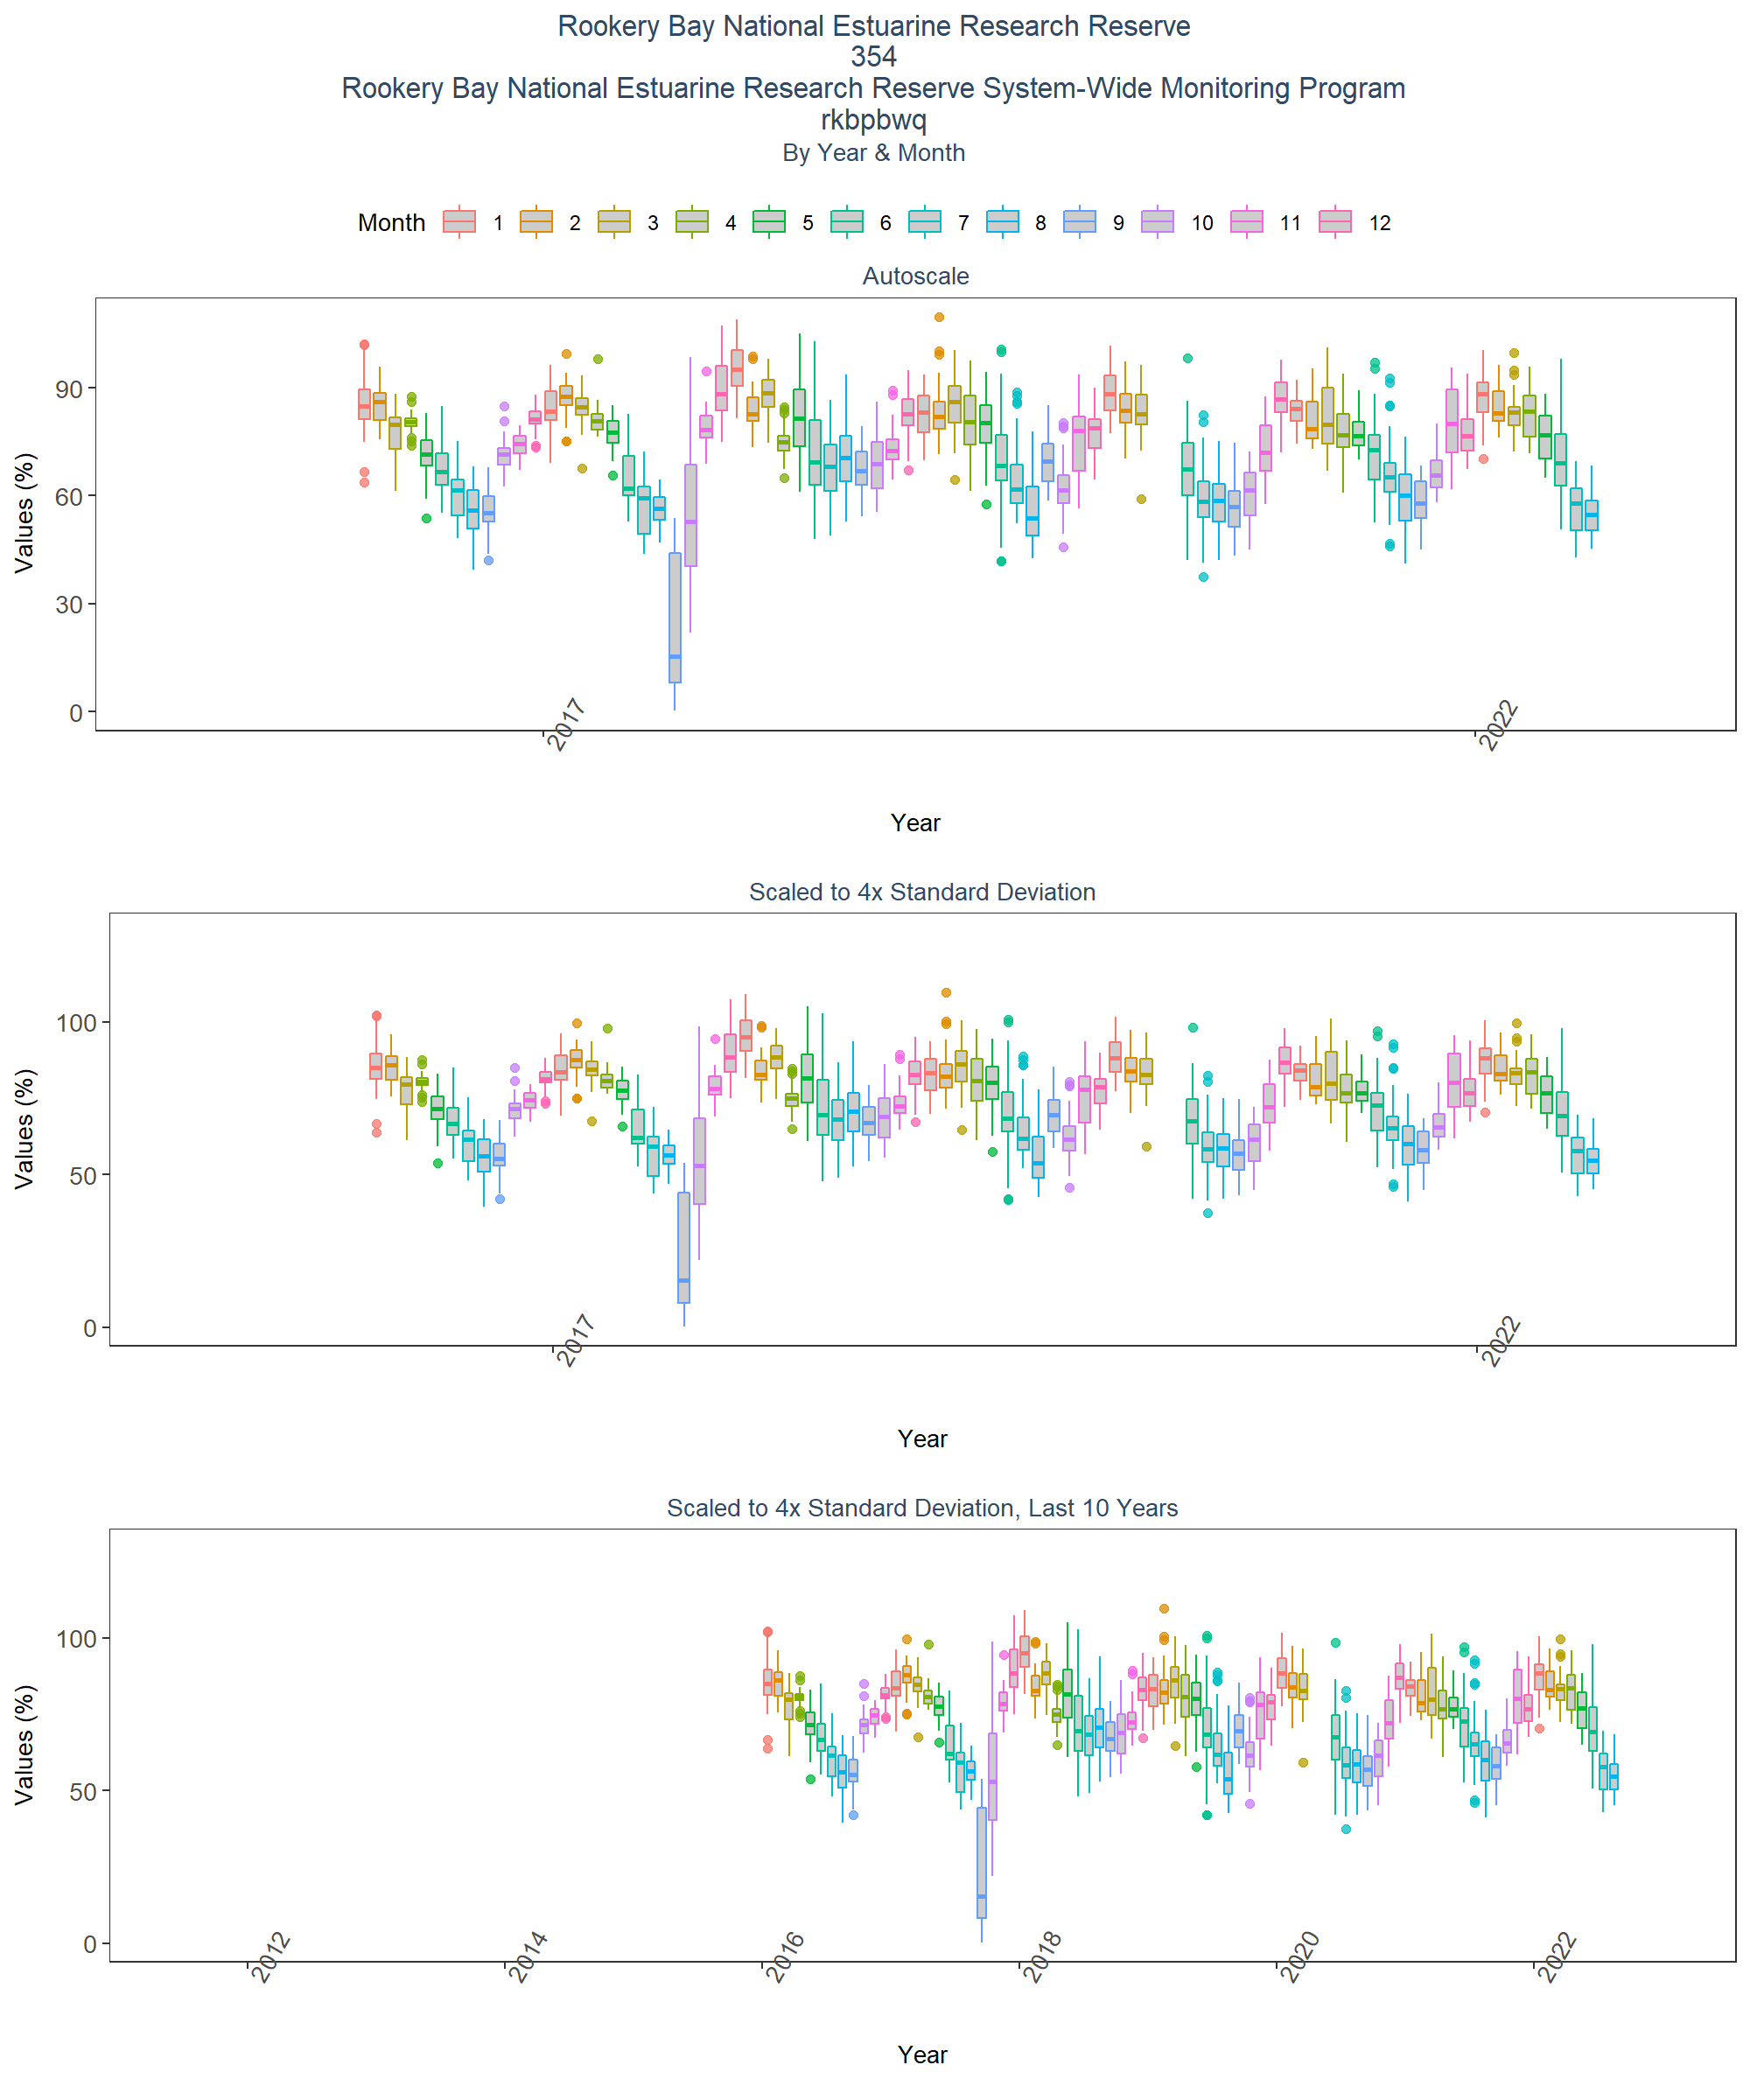 Rookery Bay National Estuarine Research Reserve
354
Rookery Bay National Estuarine Research Reserve System-Wide Monitoring Program
rkbpbwq
By Year & Month
Month 1 2 3 4 5 6 7 8 9 10 11 12
Autoscale
Values (%)
90
60
30
0
2017 2022
Year
Scaled to 4x Standard Deviation
Values (%)
100
50
0
2017 2022
Year
Scaled to 4x Standard Deviation, Last 10 Years
Values (%)
100
50
0
2012 2014 2016 2018 2020 2022
Year